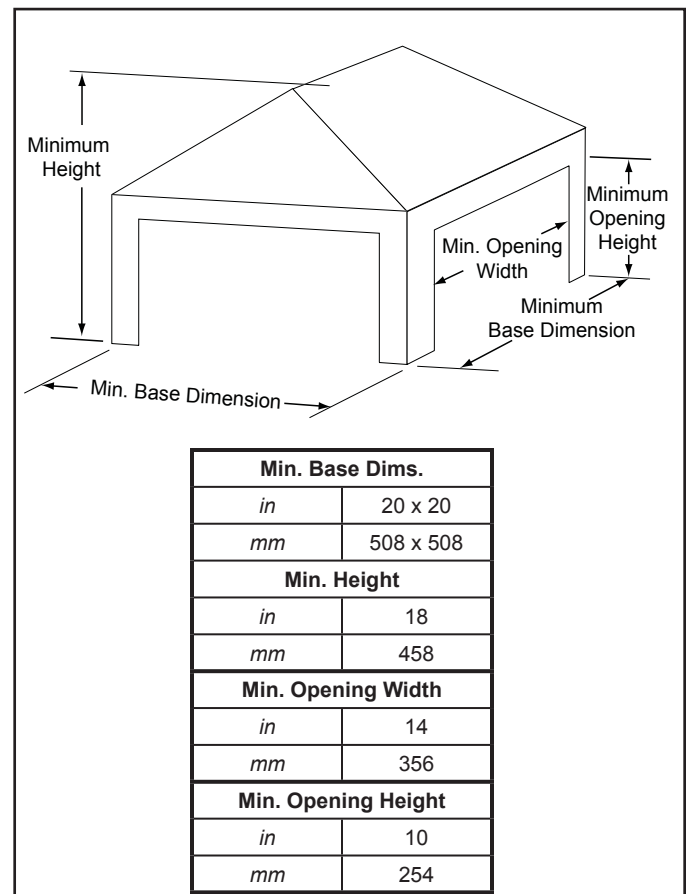 Minimum
Height
Minimum
Opening
Height
Min. Opening
Width
Minimum
Base Dimension
Min. Base Dimension
Min. Base Dims.
in 20 x 20
mm 508 x 508
Min. Height
in 18
mm 458
Min. Opening Width
in 14
mm 356
Min. Opening Height
in 10
mm 254